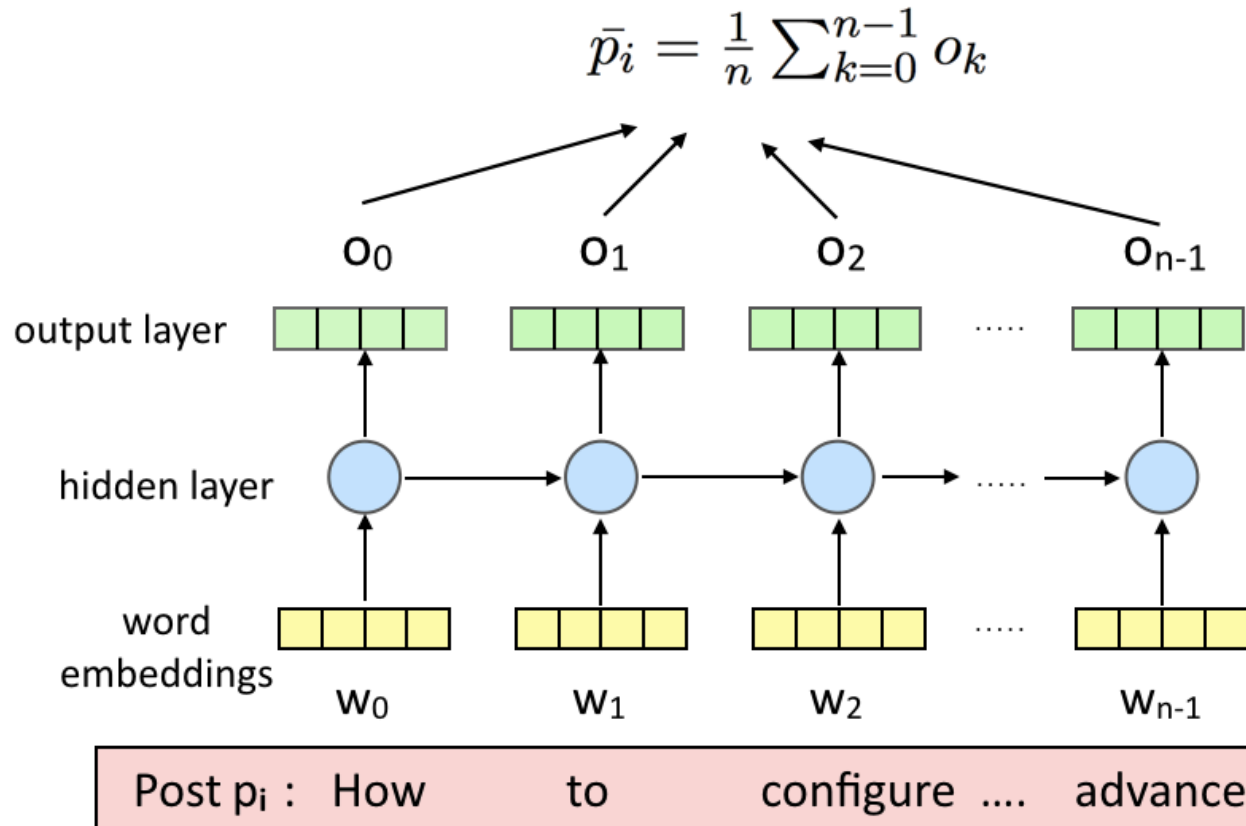 p̄ᵢ = 1/n ∑ₖ₌₀ⁿ⁻¹ oₖ
o₀ o₁ o₂ oₙ₋₁
output layer .....
hidden layer .....
word
embeddings .....
w₀ w₁ w₂ wₙ₋₁
Post pᵢ : How to configure .... advance